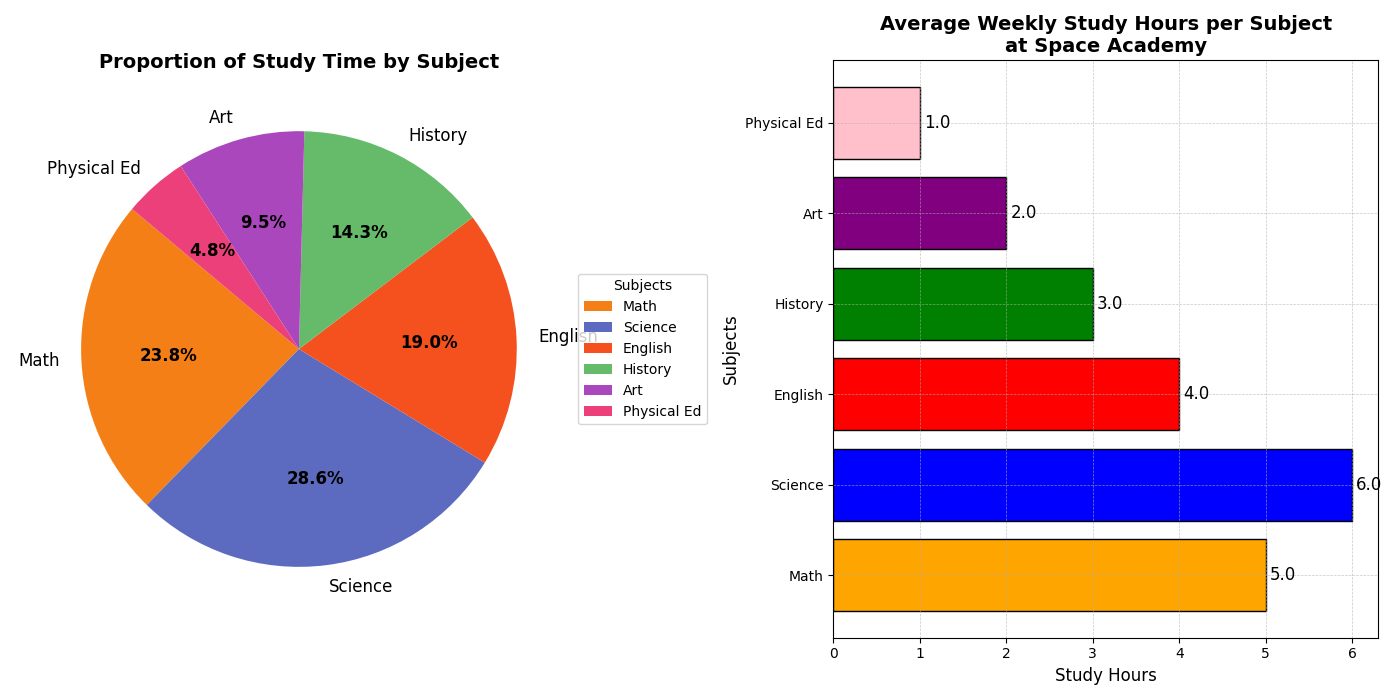 Proportion of Study Time by Subject
Art
History
Physical Ed
9.5%
14.3%
4.8%
Math
23.8%
19.0%
English
28.6%
Science
Subjects
Math
Science
English
History
Art
Physical Ed
Average Weekly Study Hours per Subject
at Space Academy
Subjects
Physical Ed
1.0
Art
2.0
History
3.0
English
4.0
Science
6.0
Math
5.0
0 1 2 3 4 5 6
Study Hours